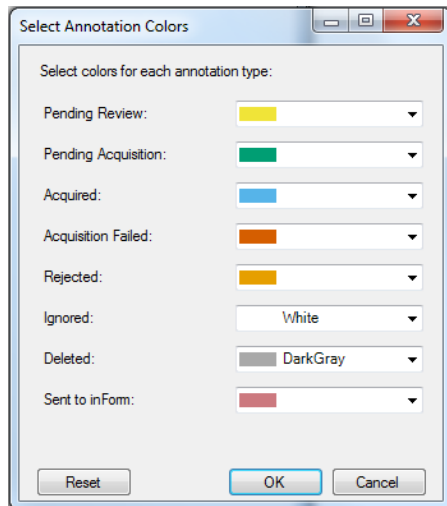 Select Annotation Colors
Select colors for each annotation type:
Pending Review:
Pending Acquisition:
Acquired:
Acquisition Failed:
Rejected:
Ignored: White
Deleted: DarkGray
Sent to inForm:
Reset OK Cancel